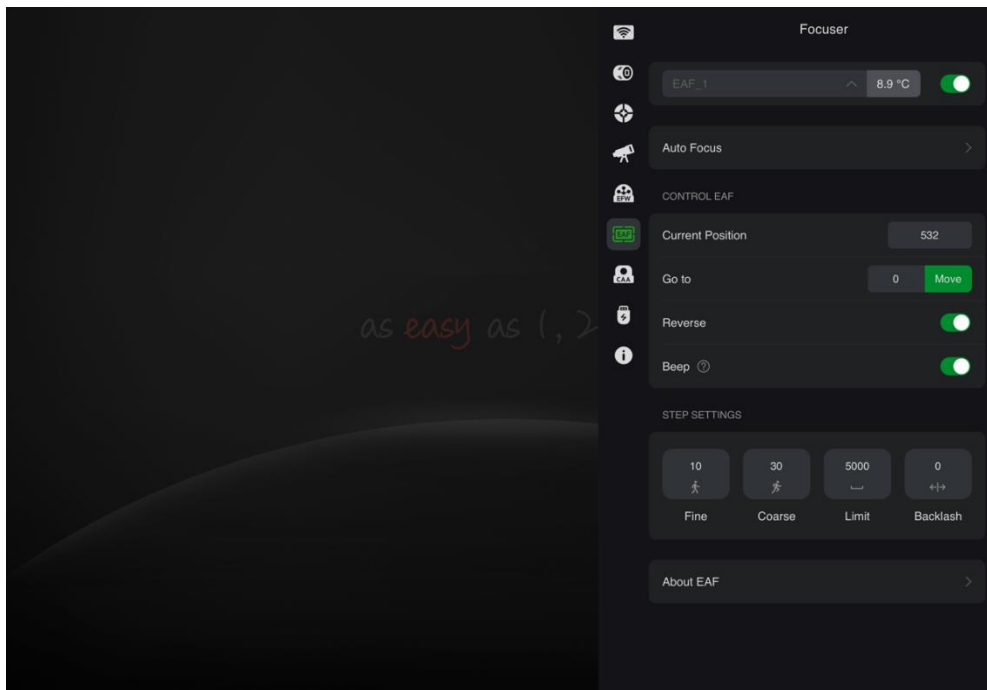 Focuser
EAF_1
8.9 °C
Auto Focus
EFW
CONTROL EAF
EAF
Current Position
532
CAA
Go to
0
Move
as easy as 1, 2
Reverse
Beep ?
STEP SETTINGS
10
30
5000
0
Fine
Coarse
Limit
Backlash
About EAF